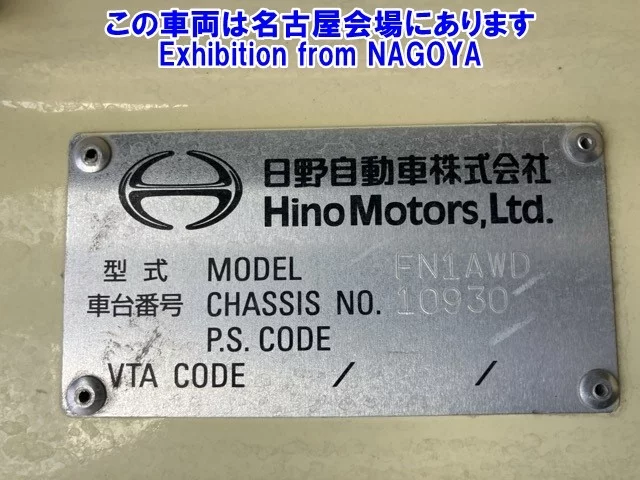 この車両は名古屋会場にあります
Exhibition from NAGOYA
日野自動車株式会社
Hino Motors, Ltd.
型式 MODEL FN1AWD
車台番号 CHASSIS NO. 10930
P.S. CODE
VTA CODE / /